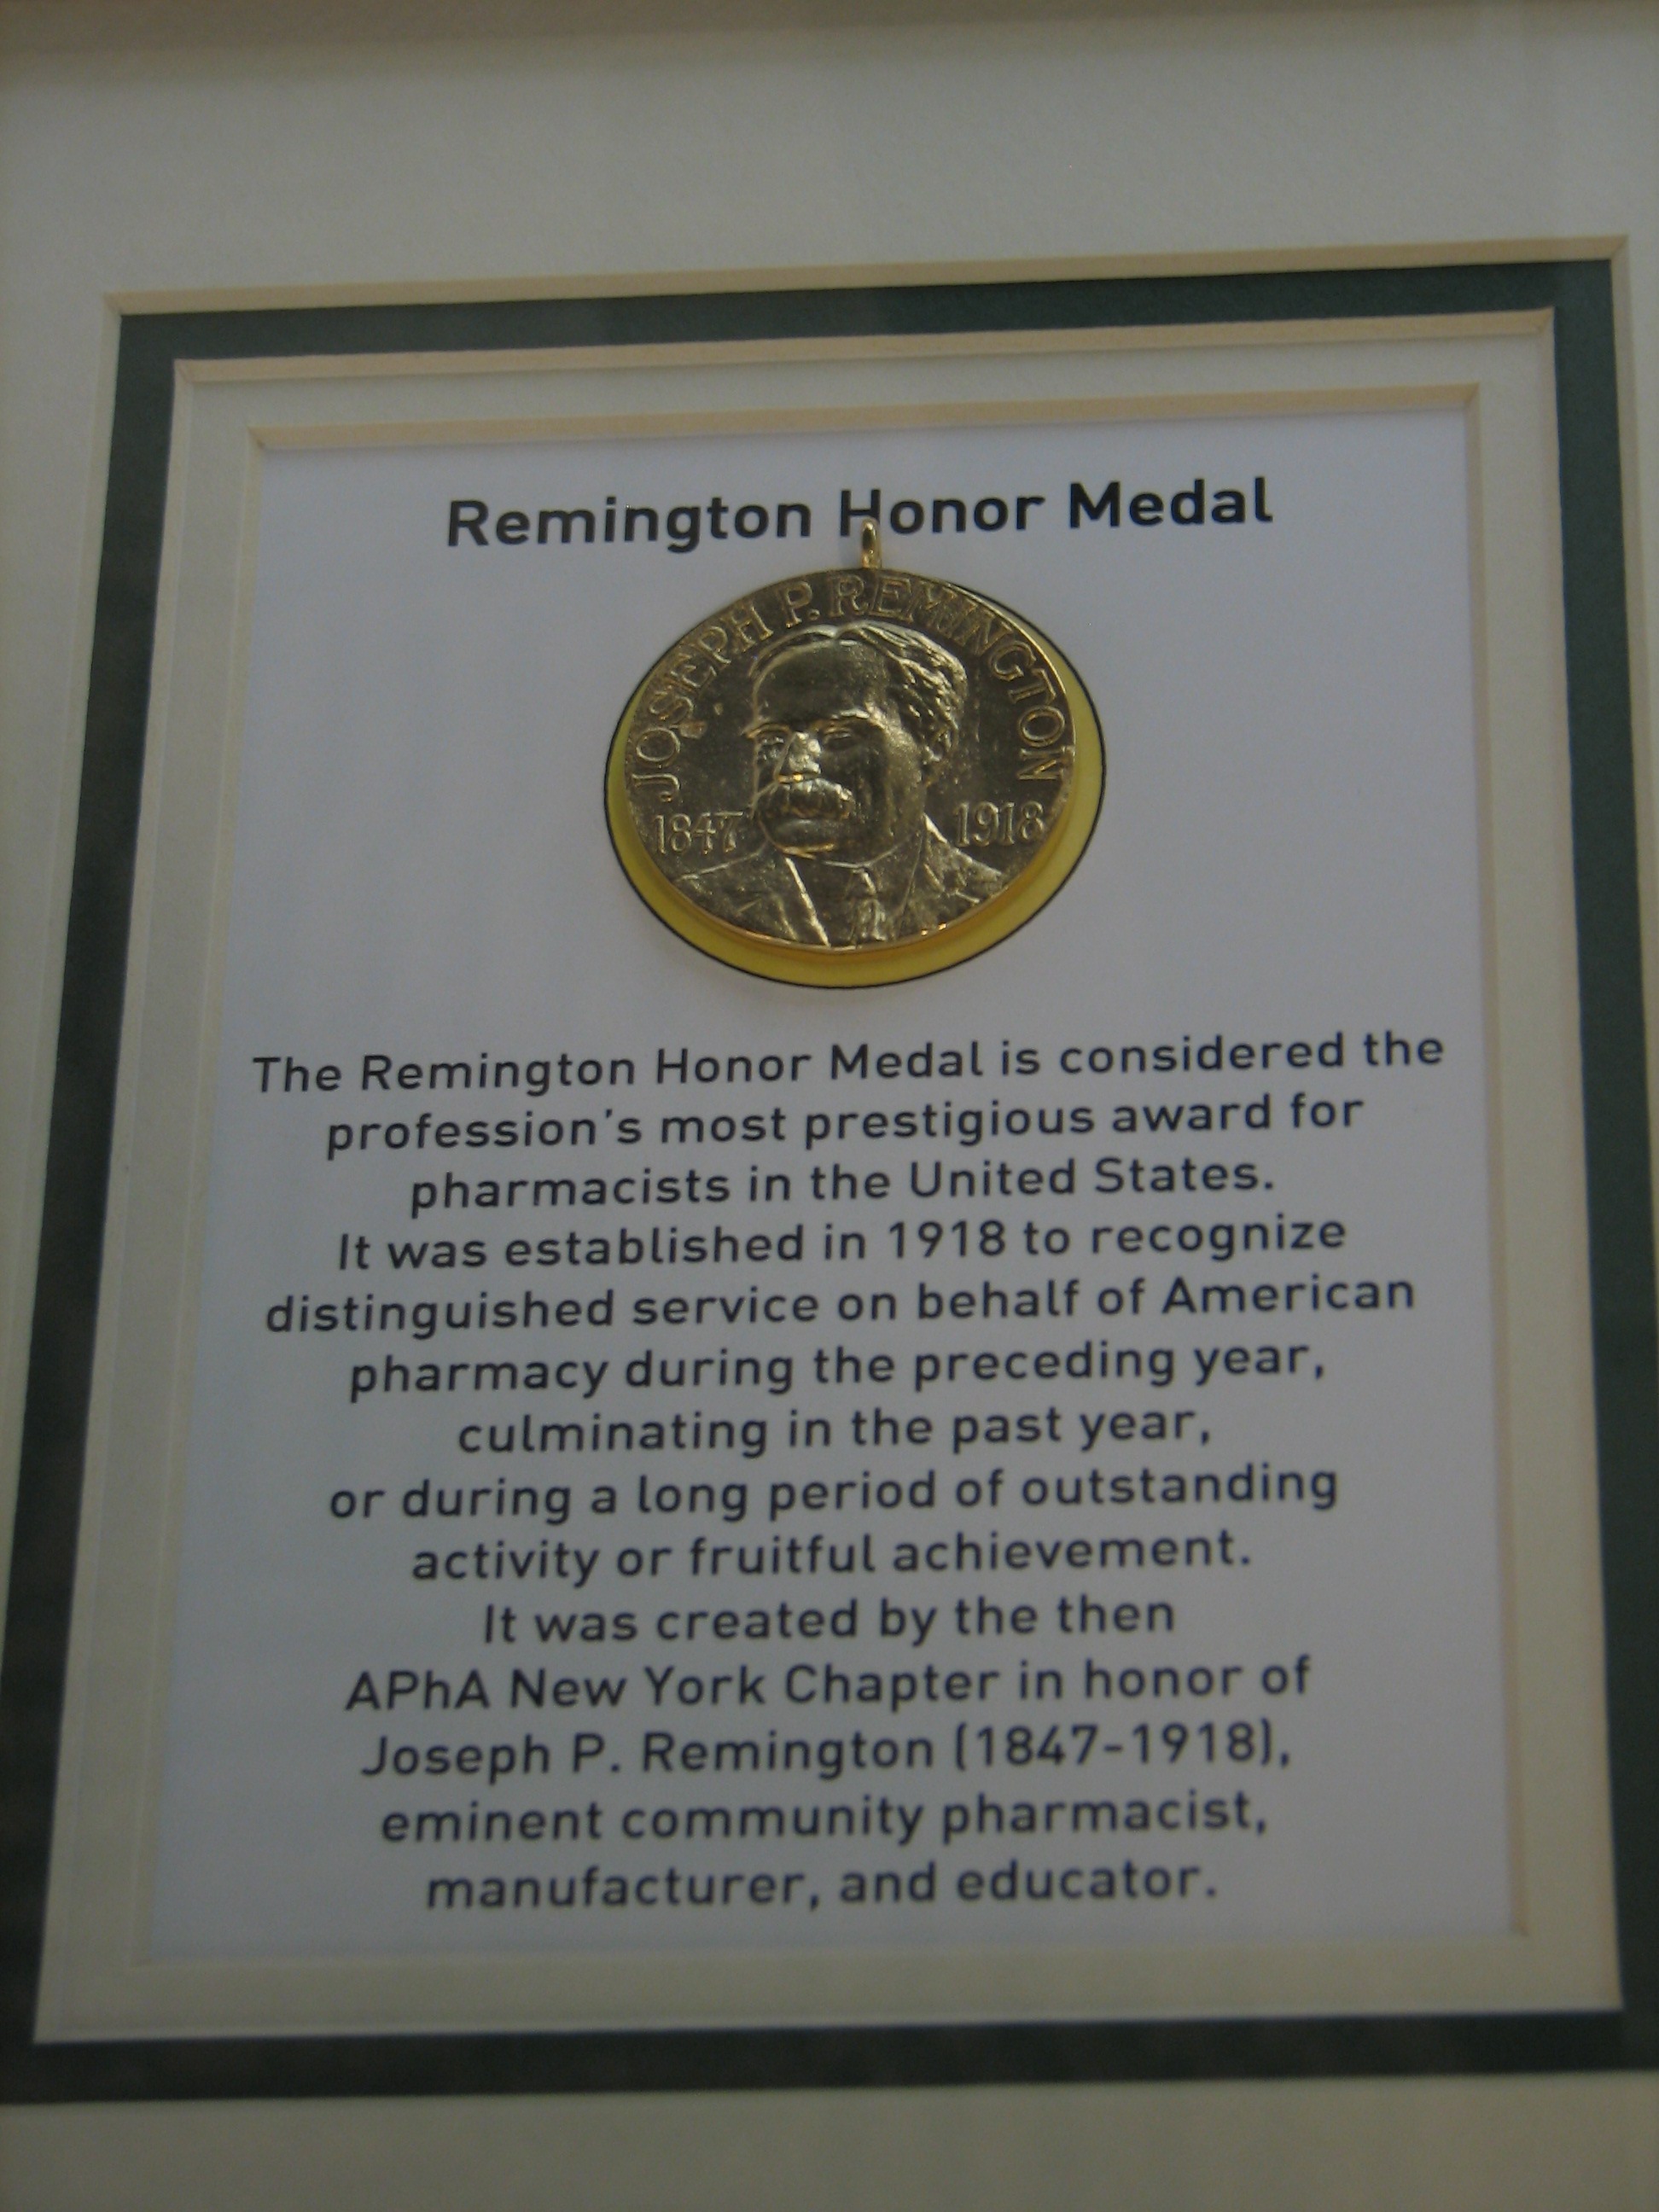 Remington Honor Medal
JOSEPH P. REMINGTON
1847 1918
The Remington Honor Medal is considered the
profession's most prestigious award for
pharmacists in the United States.
It was established in 1918 to recognize
distinguished service on behalf of American
pharmacy during the preceding year,
culminating in the past year,
or during a long period of outstanding
activity or fruitful achievement.
It was created by the then
APhA New York Chapter in honor of
Joseph P. Remington (1847-1918),
eminent community pharmacist,
manufacturer, and educator.